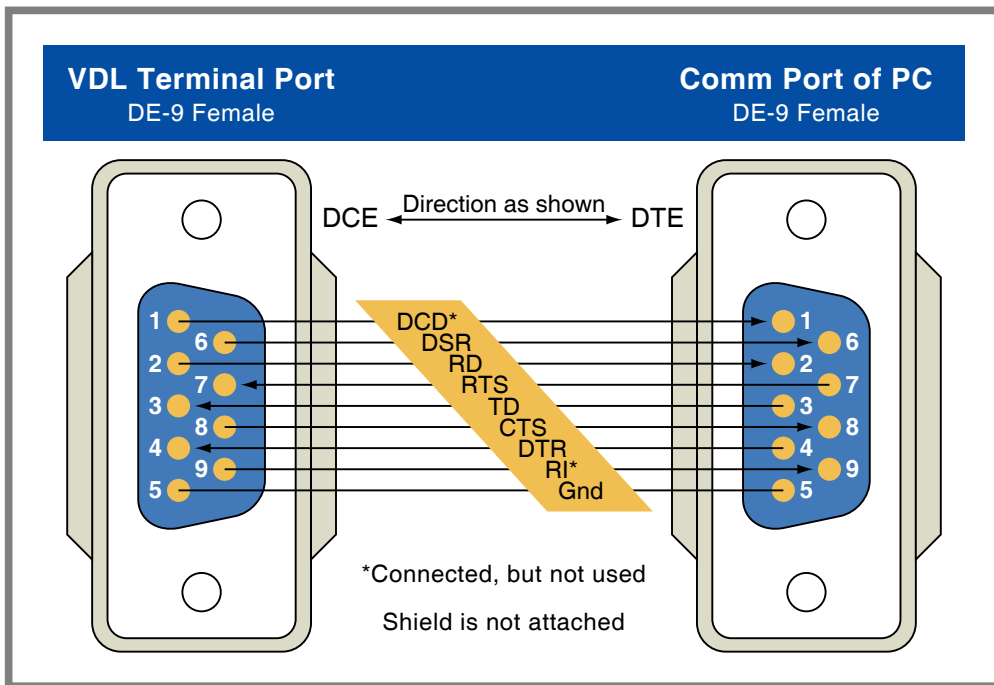 VDL Terminal Port
DE-9 Female
Comm Port of PC
DE-9 Female
DCE Direction as shown DTE
1 DCD* 1
6 DSR 6
2 RD 2
7 RTS 7
3 TD 3
8 CTS 8
4 DTR 4
9 RI* 9
5 Gnd 5
*Connected, but not used
Shield is not attached